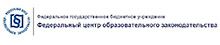 Федеральное государственное бюджетное учреждение
Федеральный центр образовательного законодательства